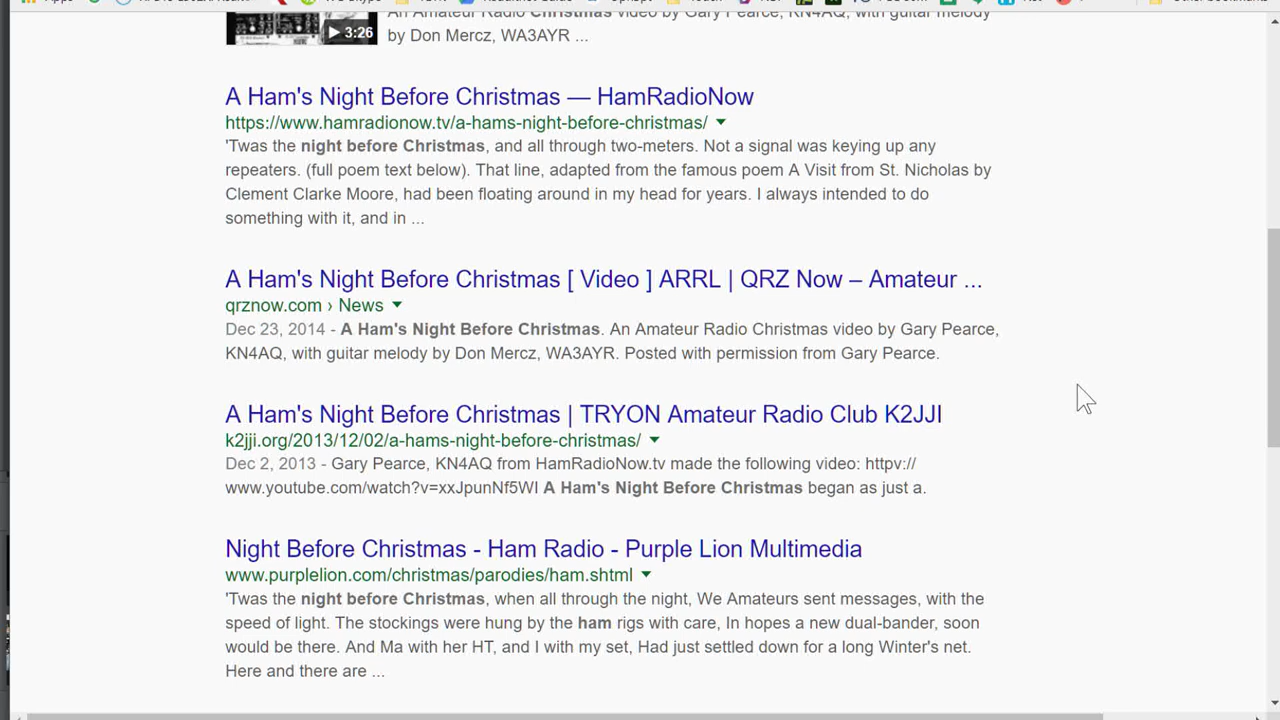 An Amateur Radio Christmas video by Gary Pearce, KN4AQ, with guitar melody
3:26
by Don Mercz, WA3AYR ...
A Ham's Night Before Christmas — HamRadioNow
https://www.hamradionow.tv/a-hams-night-before-christmas/
'Twas the night before Christmas, and all through two-meters. Not a signal was keying up any
repeaters. (full poem text below). That line, adapted from the famous poem A Visit from St. Nicholas by
Clement Clarke Moore, had been floating around in my head for years. I always intended to do
something with it, and in ...
A Ham's Night Before Christmas [ Video ] ARRL | QRZ Now – Amateur ...
qrznow.com › News
Dec 23, 2014 - A Ham's Night Before Christmas. An Amateur Radio Christmas video by Gary Pearce,
KN4AQ, with guitar melody by Don Mercz, WA3AYR. Posted with permission from Gary Pearce.
A Ham's Night Before Christmas | TRYON Amateur Radio Club K2JJI
k2jji.org/2013/12/02/a-hams-night-before-christmas/
Dec 2, 2013 - Gary Pearce, KN4AQ from HamRadioNow.tv made the following video: httpv://
www.youtube.com/watch?v=xxJpunNf5WI A Ham's Night Before Christmas began as just a.
Night Before Christmas - Ham Radio - Purple Lion Multimedia
www.purplelion.com/christmas/parodies/ham.shtml
'Twas the night before Christmas, when all through the night, We Amateurs sent messages, with the
speed of light. The stockings were hung by the ham rigs with care, In hopes a new dual-bander, soon
would be there. And Ma with her HT, and I with my set, Had just settled down for a long Winter's net.
Here and there are ...